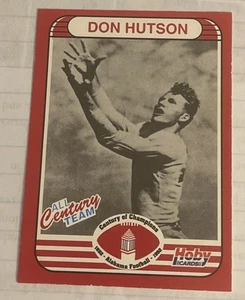 DON HUTSON
ALL
Century
TEAM
Century of Champions
Alabama Football
Hoby
CARDS